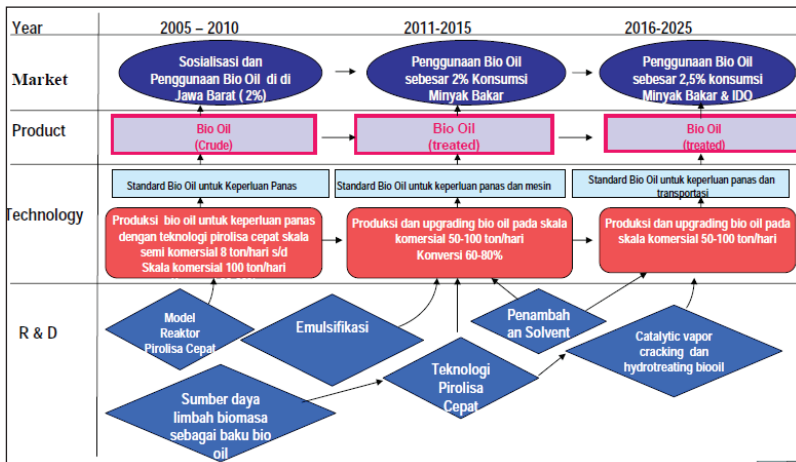 Year
2005 – 2010
2011-2015
2016-2025
Market
Sosialisasi dan
Penggunaan Bio Oil di di
Jawa Barat ( 2%)
Penggunaan Bio Oil
sebesar 2% Konsumsi
Minyak Bakar
Penggunaan Bio Oil
sebesar 2,5% konsumsi
Minyak Bakar & IDO
Product
Bio Oil
(Crude)
Bio Oil
(treated)
Bio Oil
(treated)
Technology
Standard Bio Oil untuk Keperluan Panas
Standard Bio Oil untuk keperluan panas dan mesin
Standard Bio Oil untuk keperluan panas dan
transportasi
Produksi bio oil untuk keperluan panas
dengan teknologi pirolisa cepat skala
semi komersial 8 ton/hari s/d
Skala komersial 100 ton/hari
Produksi dan upgrading bio oil pada skala
komersial 50-100 ton/hari
Konversi 60-80%
Produksi dan upgrading bio oil pada
skala komersial 50-100 ton/hari
R & D
Model
Reaktor
Pirolisa Cepat
Emulsifikasi
Penambah
an Solvent
Catalytic vapor
cracking dan
hydrotreating biooil
Sumber daya
limbah biomasa
sebagai baku bio
oil
Teknologi
Pirolisa
Cepat